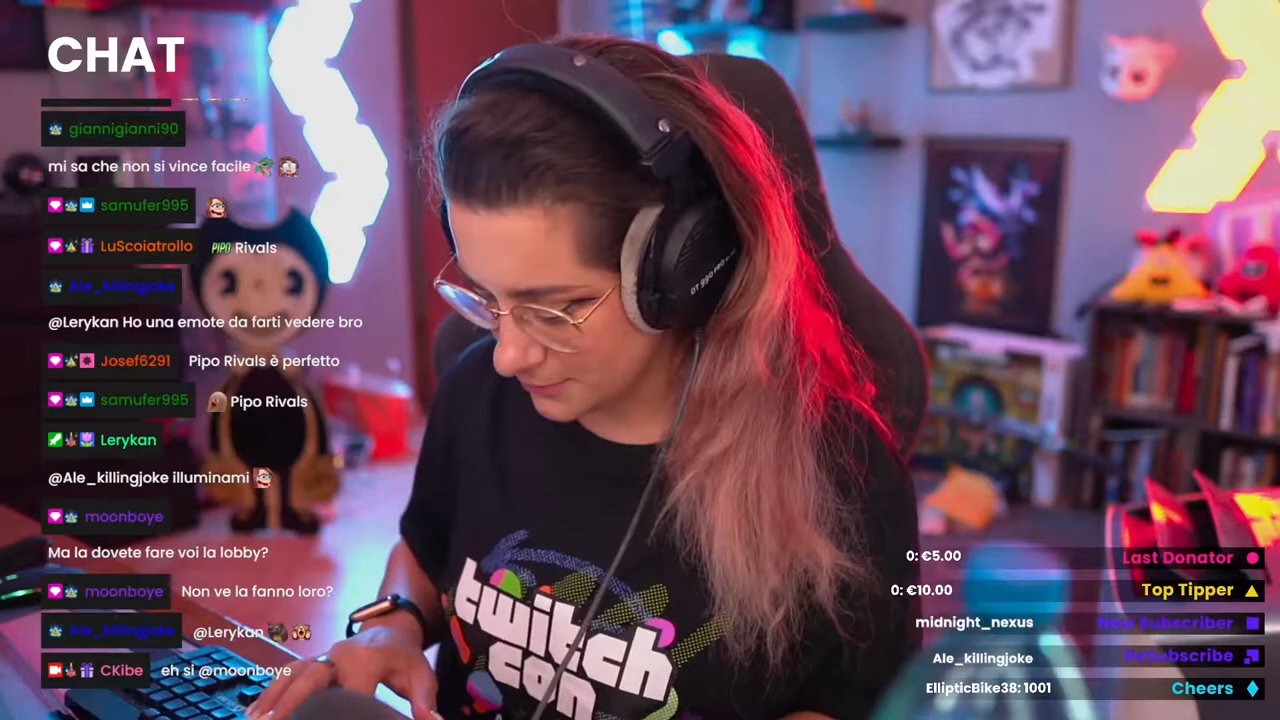 CHAT
giannigianni90
mi sa che non si vince facile
samufer995
LuScoiatrollo PIPO Rivals
Ale_killingjoke
@Lerykan Ho una emote da farti vedere bro
Josef6291 Pipo Rivals è perfetto
samufer995 Pipo Rivals
Lerykan
@Ale_killingjoke illuminami
moonboye
Ma la dovete fare voi la lobby?
moonboye Non ve la fanno loro?
Ale_killingjoke @Lerykan
CKibe eh si @moonboye
DT 990 PRO
twitch
con
0: €5.00 Last Donator
0: €10.00 Top Tipper
midnight_nexus New Subscriber
Ale_killingjoke ReSubscribe
EllipticBike38: 1001 Cheers